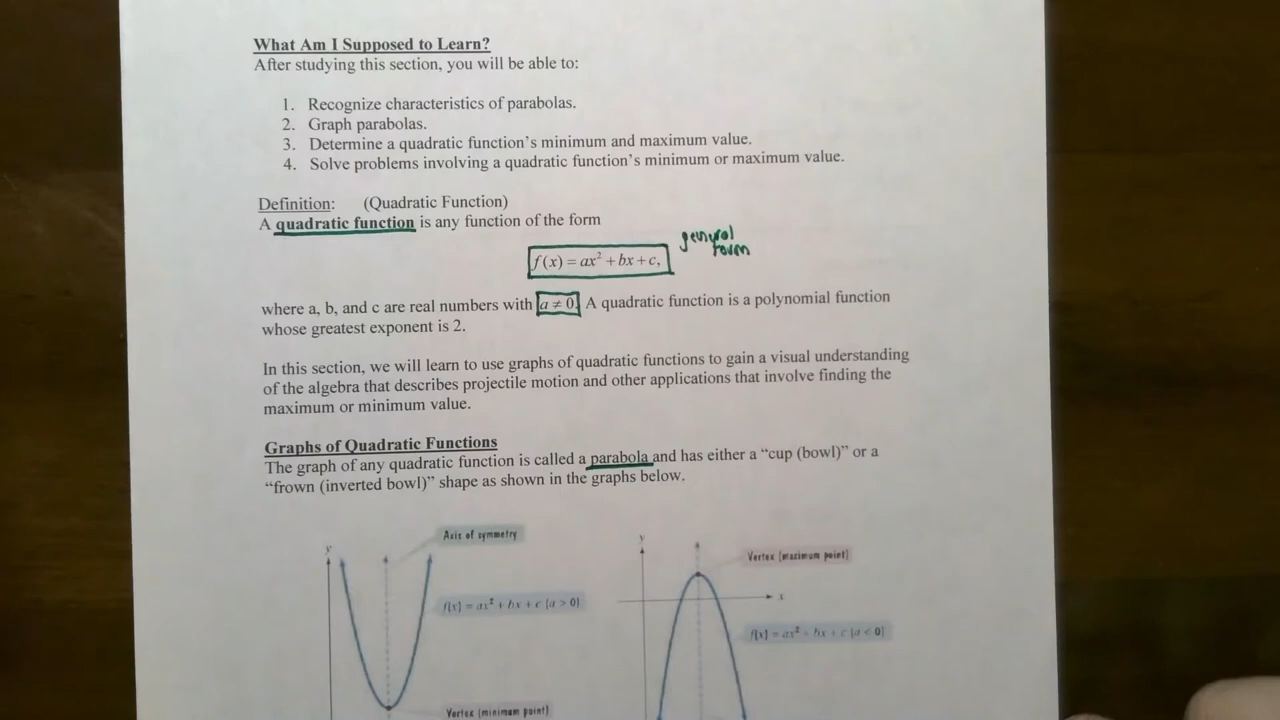 What Am I Supposed to Learn?
After studying this section, you will be able to:
1. Recognize characteristics of parabolas.
2. Graph parabolas.
3. Determine a quadratic function's minimum and maximum value.
4. Solve problems involving a quadratic function's minimum or maximum value.
Definition: (Quadratic Function)
A quadratic function is any function of the form
general
form
f(x) = ax² + bx + c,
where a, b, and c are real numbers with a ≠ 0. A quadratic function is a polynomial function
whose greatest exponent is 2.
In this section, we will learn to use graphs of quadratic functions to gain a visual understanding
of the algebra that describes projectile motion and other applications that involve finding the
maximum or minimum value.
Graphs of Quadratic Functions
The graph of any quadratic function is called a parabola and has either a “cup (bowl)” or a
“frown (inverted bowl)” shape as shown in the graphs below.
Axis of symmetry
y
y
Vertex (maximum point)
x
f(x) = ax² + bx + c (a > 0)
f(x) = ax² + bx + c (a < 0)
Vertex (minimum point)